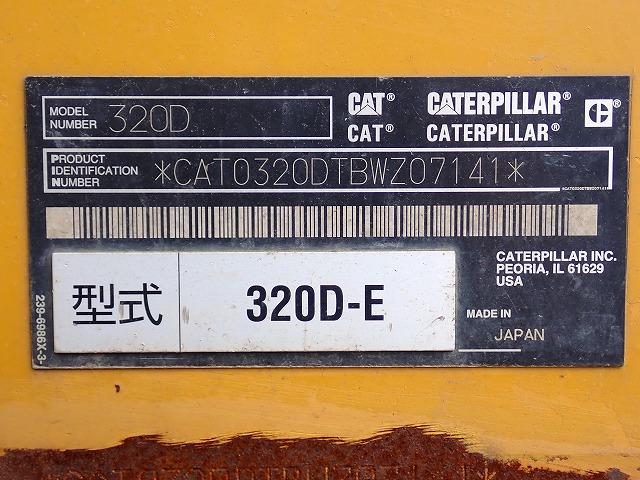 MODEL NUMBER 320D
CAT® CATERPILLAR®
CAT® CATERPILLAR®
PRODUCT IDENTIFICATION NUMBER *CAT0320DTBWZ07141*
*CAT0320DTBWZ07141*
CATERPILLAR INC.
PEORIA, IL 61629
USA
型式 320D-E
MADE IN
JAPAN
239-6986X-3-